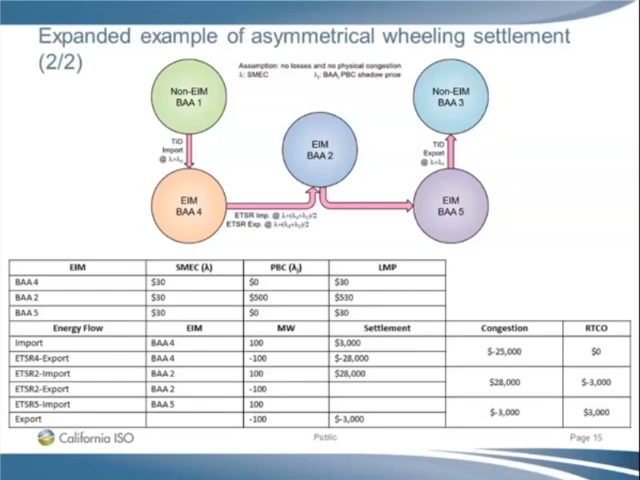 Expanded example of asymmetrical wheeling settlement
(2/2)
Assumption: no losses and no physical congestion
λ: SMEC λj: BAAj PBC shadow price
Non-EIM
BAA 1
Non-EIM
BAA 3
EIM
BAA 2
TID
Import
@ λ+λ4
TID
Export
@ λ+λ5
EIM
BAA 4
EIM
BAA 5
ETSR Imp. @ λ+(λ4+λ2)/2
ETSR Exp. @ λ+(λ4+λ2)/2
EIM SMEC (λ) PBC (λj) LMP
BAA 4 $30 $0 $30
BAA 2 $30 $500 $530
BAA 5 $30 $0 $30
Energy Flow EIM MW Settlement Congestion RTCO
Import BAA 4 100 $3,000
$-25,000 $0
ETSR4-Export BAA 4 -100 $-28,000
ETSR2-Import BAA 2 100 $28,000
$28,000 $-3,000
ETSR2-Export BAA 2 -100
ETSR5-Import BAA 5 100
$-3,000 $3,000
Export -100 $-3,000
California ISO Public Page 15